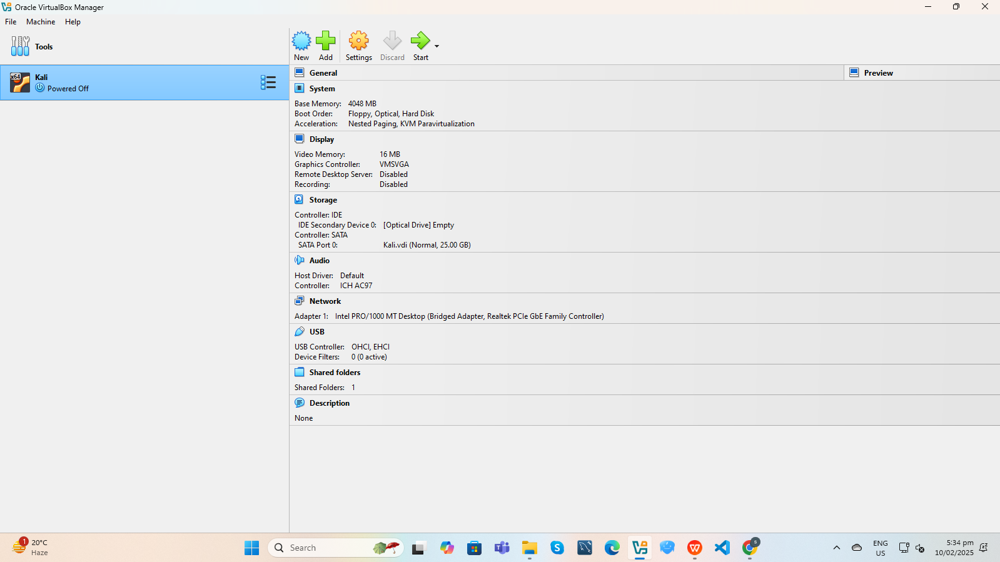 Oracle VirtualBox Manager
File Machine Help
Tools
New Add Settings Discard Start
x64 Kali
Powered Off
General
Preview
System
Base Memory: 4048 MB
Boot Order: Floppy, Optical, Hard Disk
Acceleration: Nested Paging, KVM Paravirtualization
Display
Video Memory: 16 MB
Graphics Controller: VMSVGA
Remote Desktop Server: Disabled
Recording: Disabled
Storage
Controller: IDE
IDE Secondary Device 0: [Optical Drive] Empty
Controller: SATA
SATA Port 0: Kali.vdi (Normal, 25.00 GB)
Audio
Host Driver: Default
Controller: ICH AC97
Network
Adapter 1: Intel PRO/1000 MT Desktop (Bridged Adapter, Realtek PCIe GbE Family Controller)
USB
USB Controller: OHCI, EHCI
Device Filters: 0 (0 active)
Shared folders
Shared Folders: 1
Description
None
1 20°C
Haze
Search
ENG
US
5:34 pm
10/02/2025